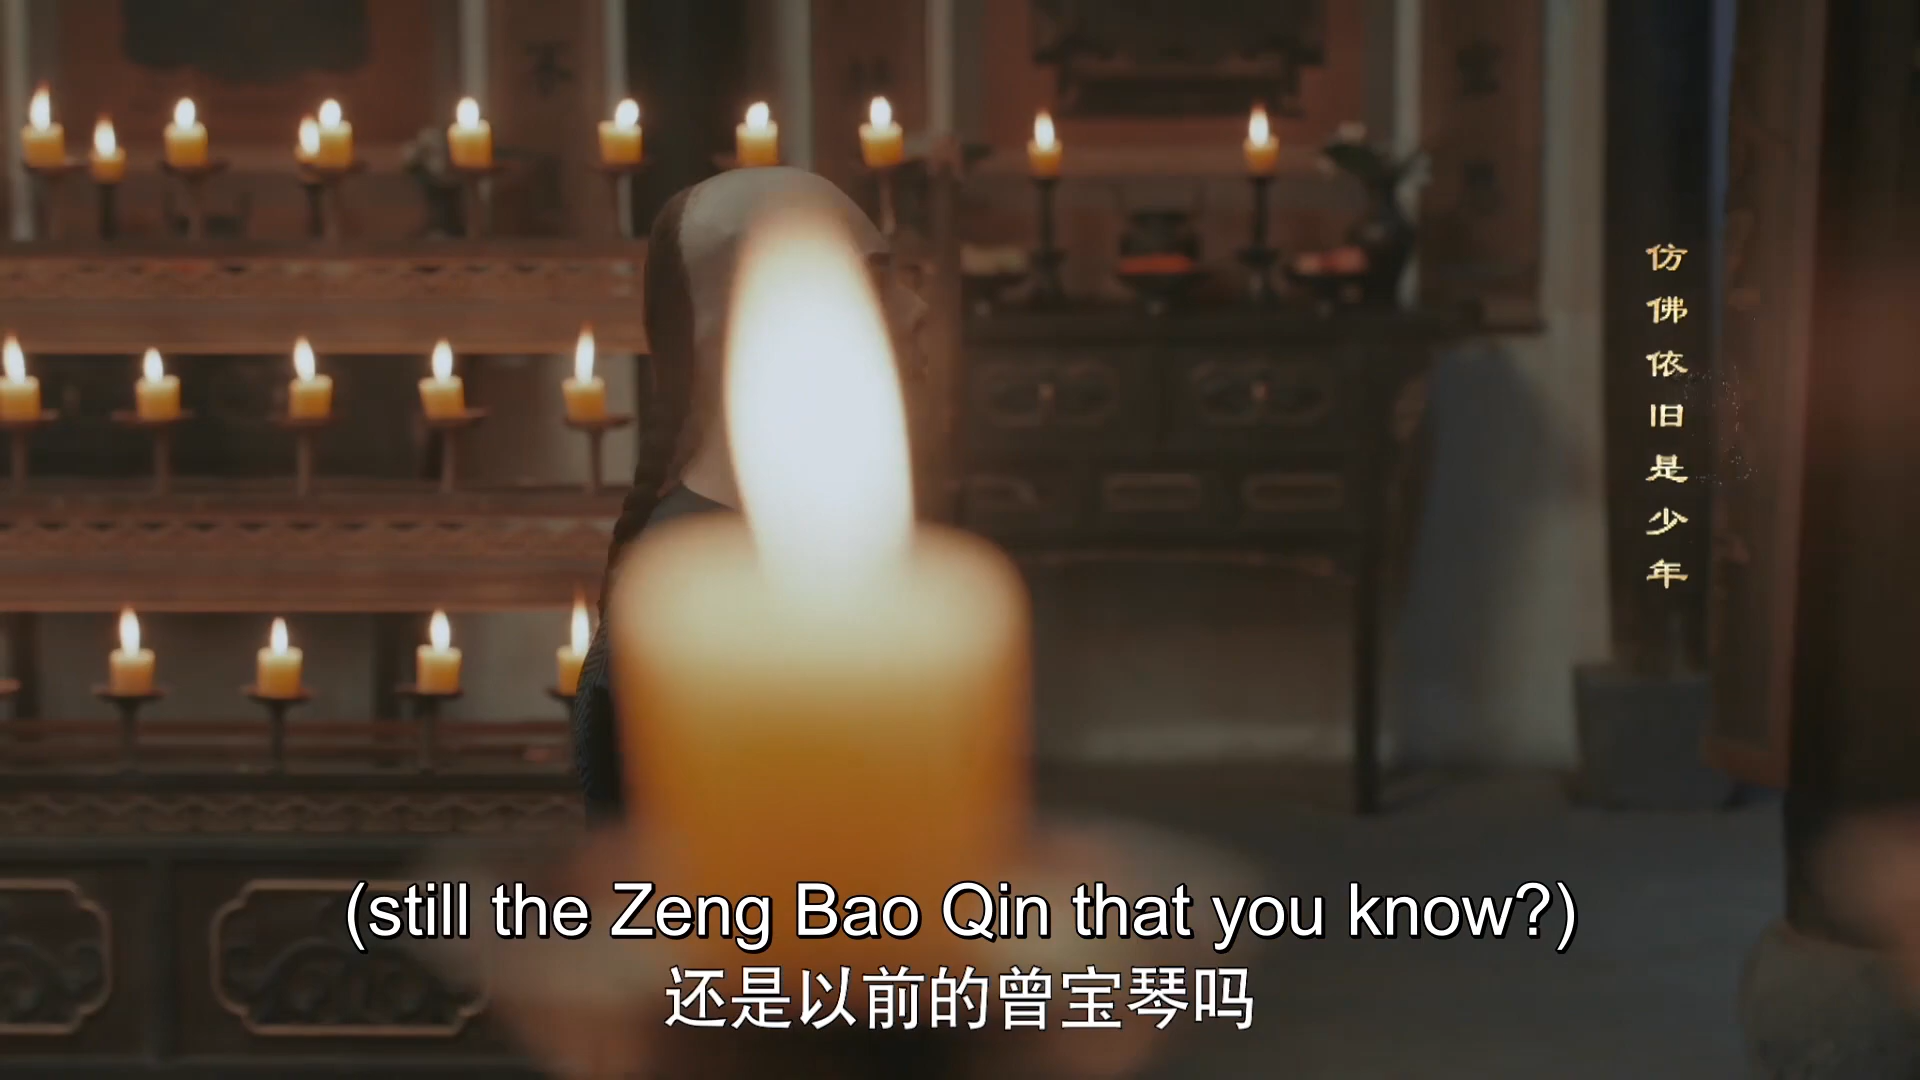 仿佛依旧是少年
(still the Zeng Bao Qin that you know?)
还是以前的曾宝琴吗